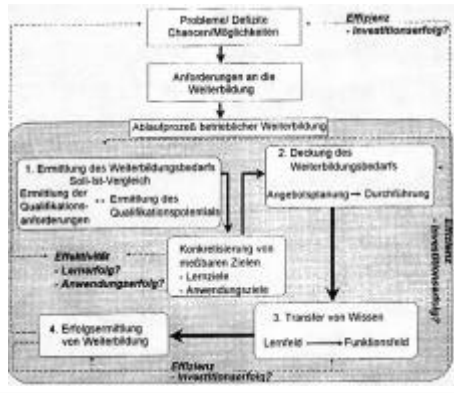 Probleme/ Defizite
Chancen/Möglichkeiten
Effizienz
- Investitionserfolg?
Anforderungen an die
Weiterbildung
Ablaufprozeß betrieblicher Weiterbildung
1. Ermittlung des Weiterbildungsbedarfs
Soll-Ist-Vergleich
Ermittlung der
Qualifikations-
anforderungen
↔ Ermittlung des
Qualifikationspotentials
2. Deckung des
Weiterbildungsbedarfs
Angebotsplanung → Durchführung
Effektivität
- Lernerfolg?
- Anwendungserfolg?
Konkretisierung von
meßbaren Zielen
- Lernziele
- Anwendungsziele
Effizienz
- Investitionserfolg?
3. Transfer von Wissen
Lernfeld → Funktionsfeld
4. Erfolgsermittlung
von Weiterbildung
Effizienz
- Investitionserfolg?